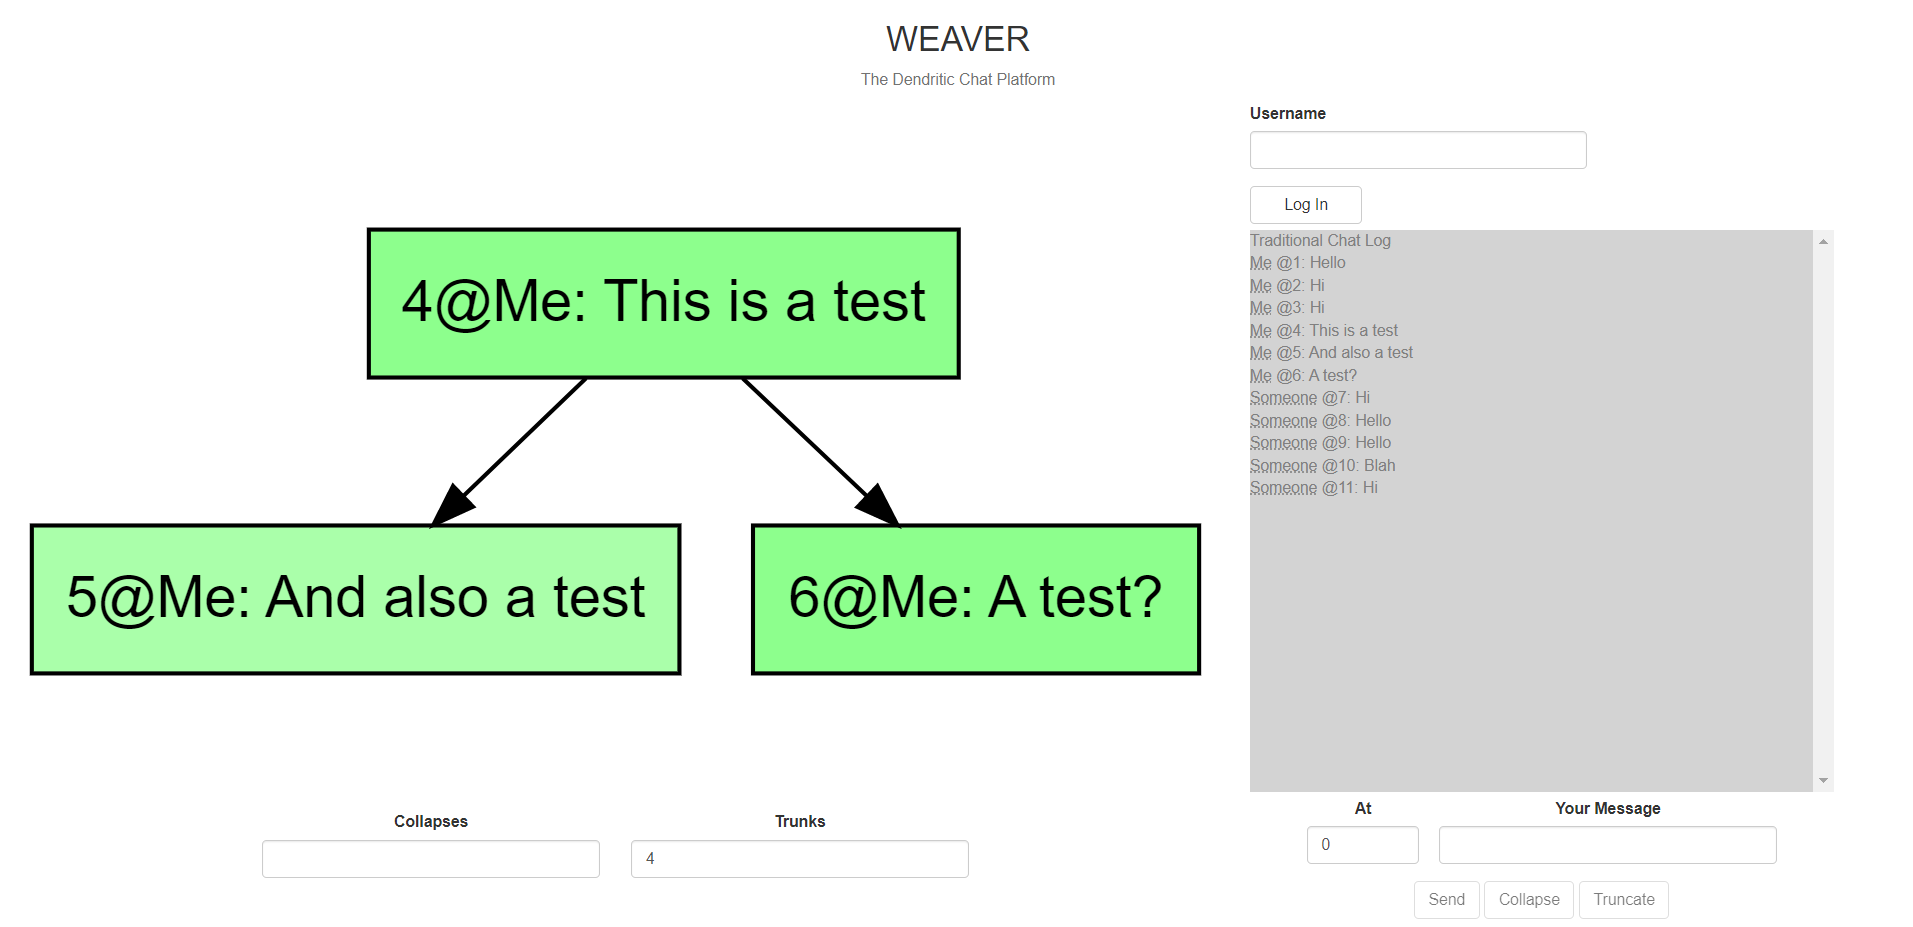 WEAVER
The Dendritic Chat Platform
Username
Log In
4@Me: This is a test
5@Me: And also a test
6@Me: A test?
Traditional Chat Log
Me @1: Hello
Me @2: Hi
Me @3: Hi
Me @4: This is a test
Me @5: And also a test
Me @6: A test?
Someone @7: Hi
Someone @8: Hello
Someone @9: Hello
Someone @10: Blah
Someone @11: Hi
Collapses
Trunks
4
At
Your Message
0
Send
Collapse
Truncate